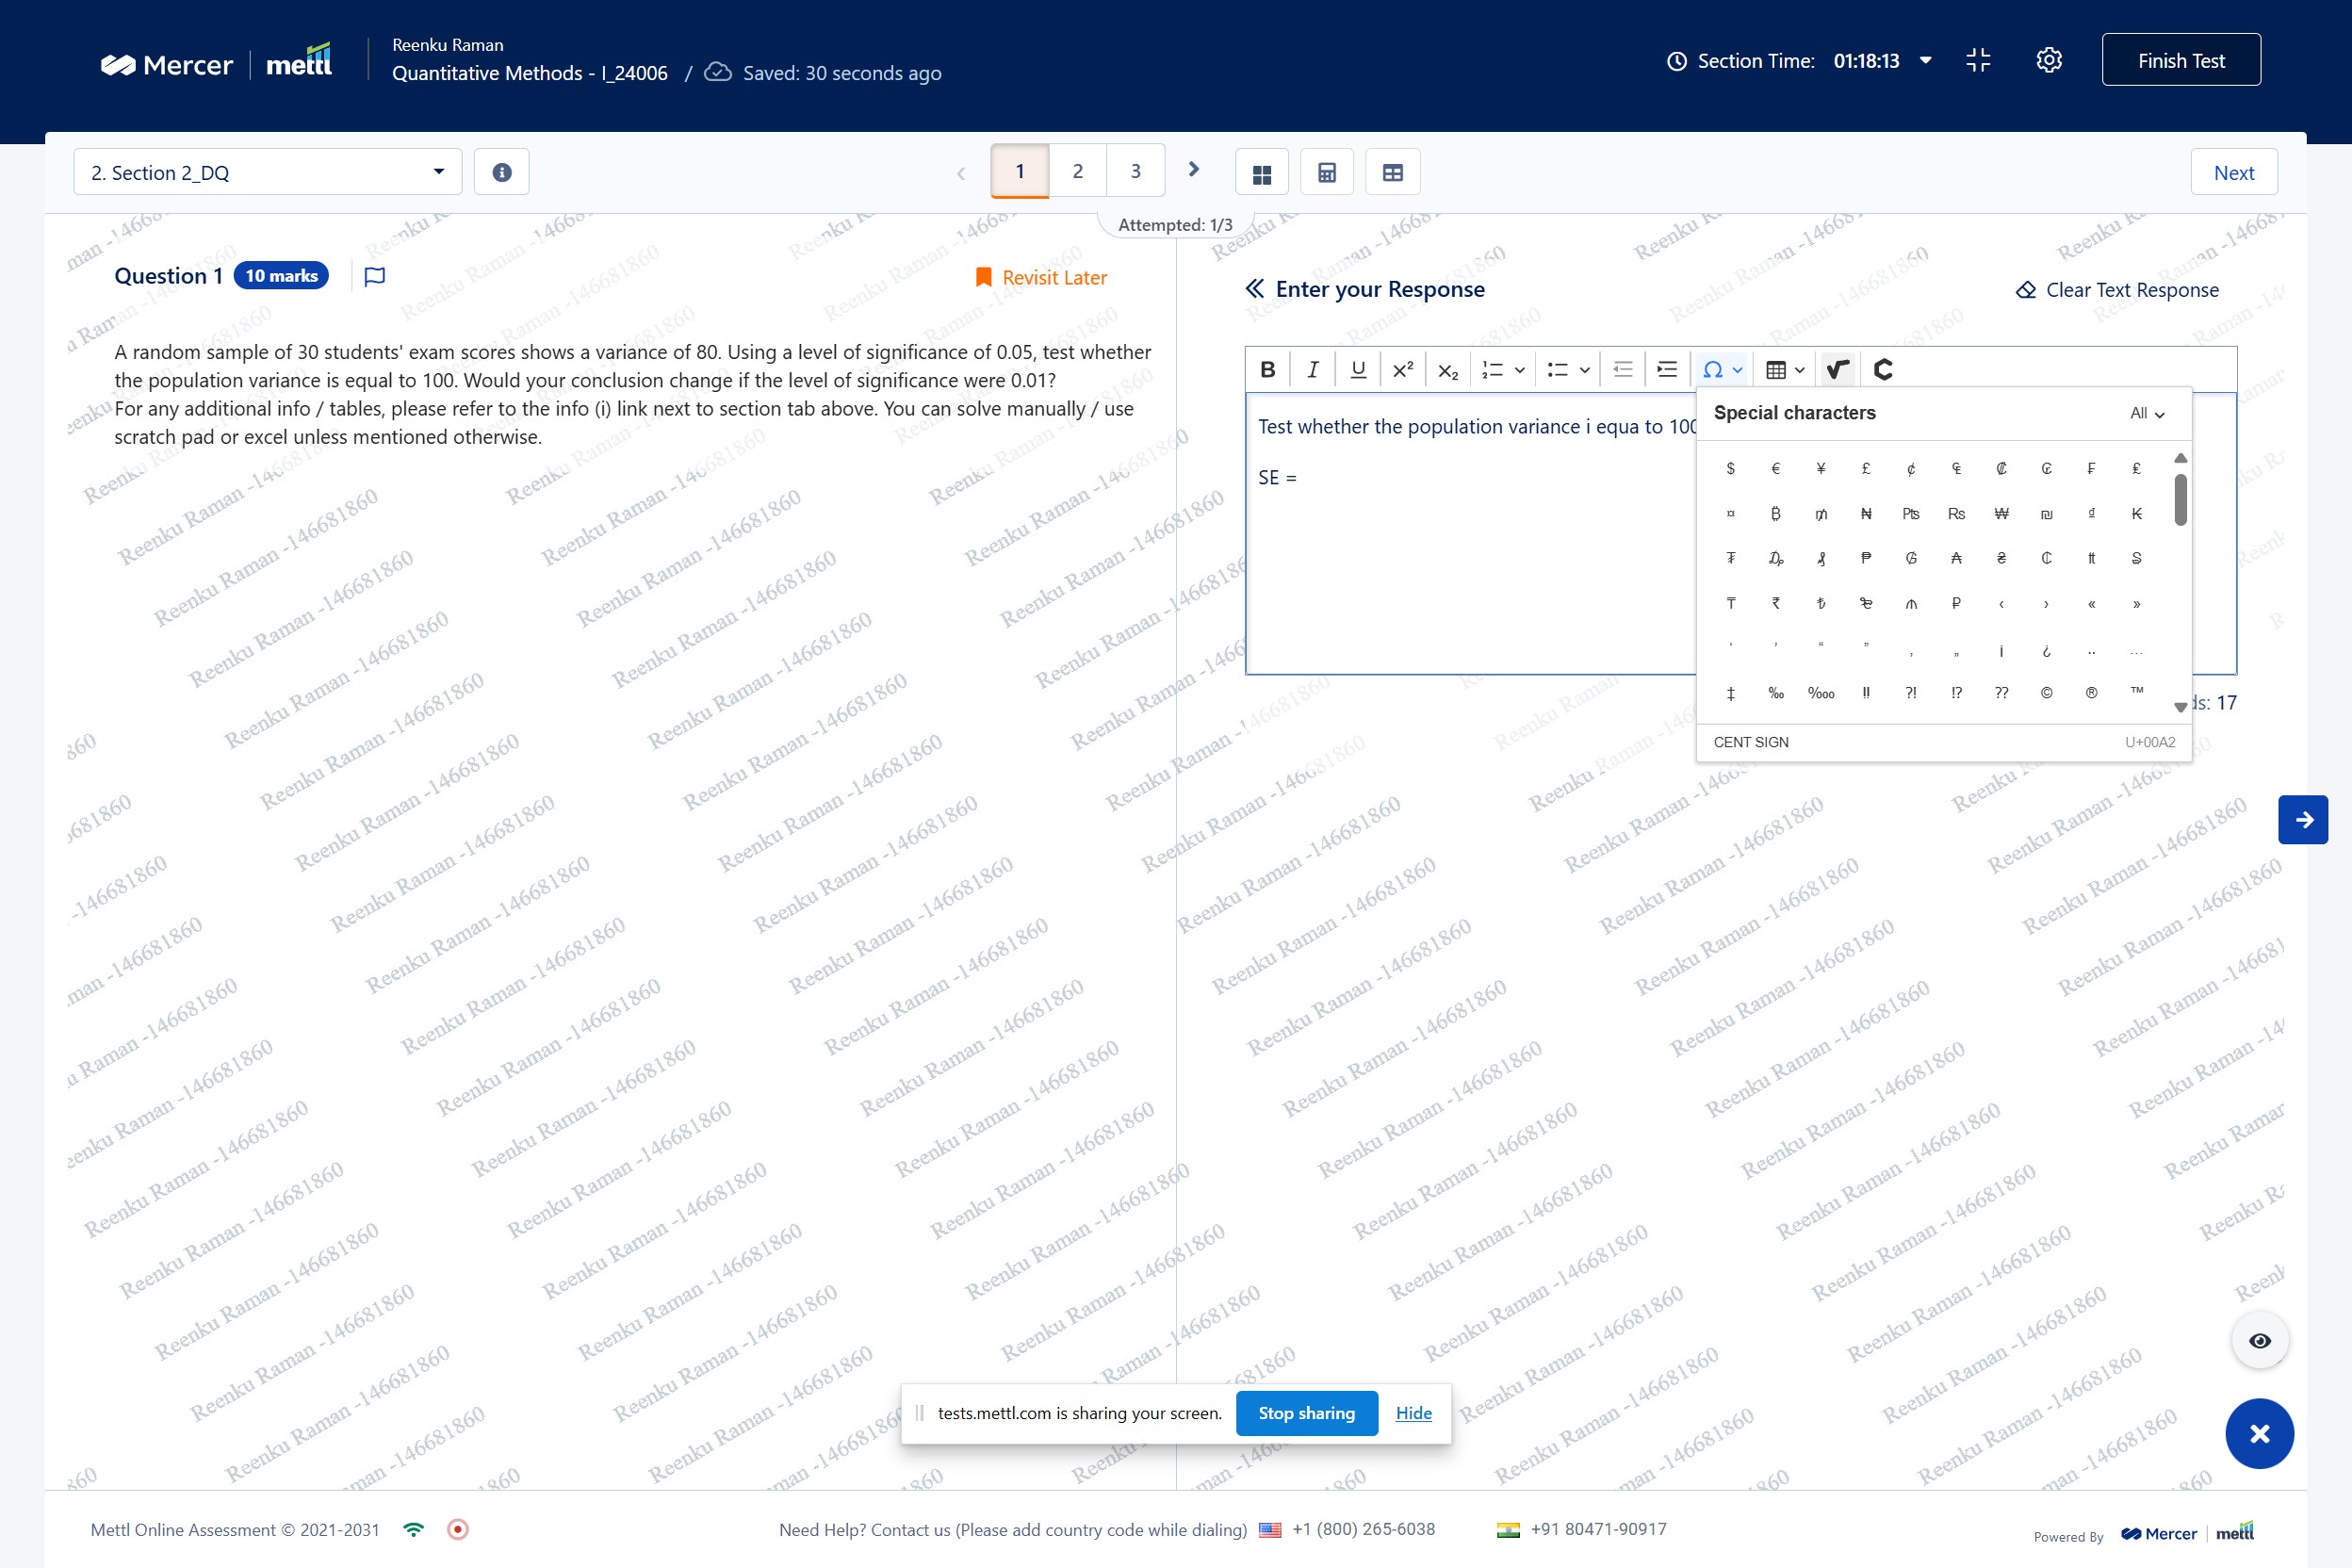 Mercer | mettl
Reenku Raman
Quantitative Methods - I_24006 / Saved: 30 seconds ago
Section Time: 01:18:13
Finish Test
2. Section 2_DQ
1 2 3
Next
Attempted: 1/3
Question 1 10 marks
Revisit Later
A random sample of 30 students' exam scores shows a variance of 80. Using a level of significance of 0.05, test whether
the population variance is equal to 100. Would your conclusion change if the level of significance were 0.01?
For any additional info / tables, please refer to the info (i) link next to section tab above. You can solve manually / use
scratch pad or excel unless mentioned otherwise.
Enter your Response
Clear Text Response
B I U X² X₂
Test whether the population variance i equa to 100
SE =
Special characters
All
$ € ¥ £ ¢ ₠ ₡ ₢ ₣ ₤
¤ ₿ ₥ ₦ ₧ ₨ ₩ ₪ ₫ ₭
₮ ₯ ₰ ₱ ₲ ₳ ₴ ₵ ₶ ₷
₸ ₹ ₺ ₻ ₼ ₽ ‹ › « »
‘ ’ “ ” ‚ „ ¡ ¿ ‥ …
‡ ‰ ‱ ‼ ⁈ ⁉ ⁇ © ® ™
CENT SIGN
U+00A2
ds: 17
Reenku Raman -146681860
tests.mettl.com is sharing your screen.
Stop sharing
Hide
Mettl Online Assessment © 2021-2031
Need Help? Contact us (Please add country code while dialing) +1 (800) 265-6038 +91 80471-90917
Powered By Mercer | mettl